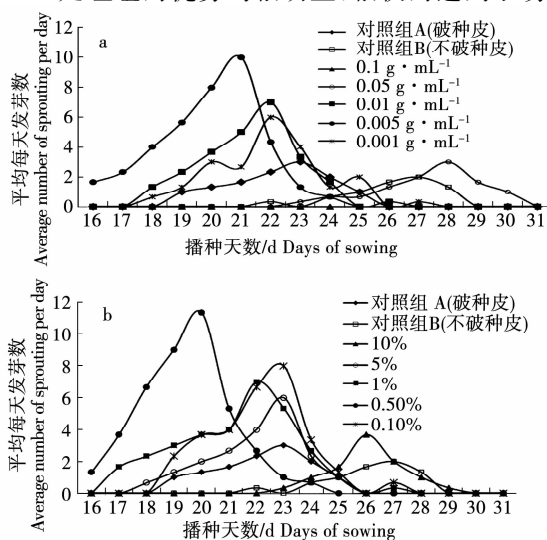 a
对照组A(破种皮)
对照组B(不破种皮)
0.1 g·mL⁻¹
0.05 g·mL⁻¹
0.01 g·mL⁻¹
0.005 g·mL⁻¹
0.001 g·mL⁻¹
平均每天发芽数
Average number of sprouting per day
12
10
8
6
4
2
0
16 17 18 19 20 21 22 23 24 25 26 27 28 29 30 31
播种天数/d Days of sowing
b
对照组 A(破种皮)
对照组B(不破种皮)
10%
5%
1%
0.50%
0.10%
平均每天发芽数
Average number of sprouting per day
12
10
8
6
4
2
0
16 17 18 19 20 21 22 23 24 25 26 27 28 29 30 31
播种天数/d Days of sowing